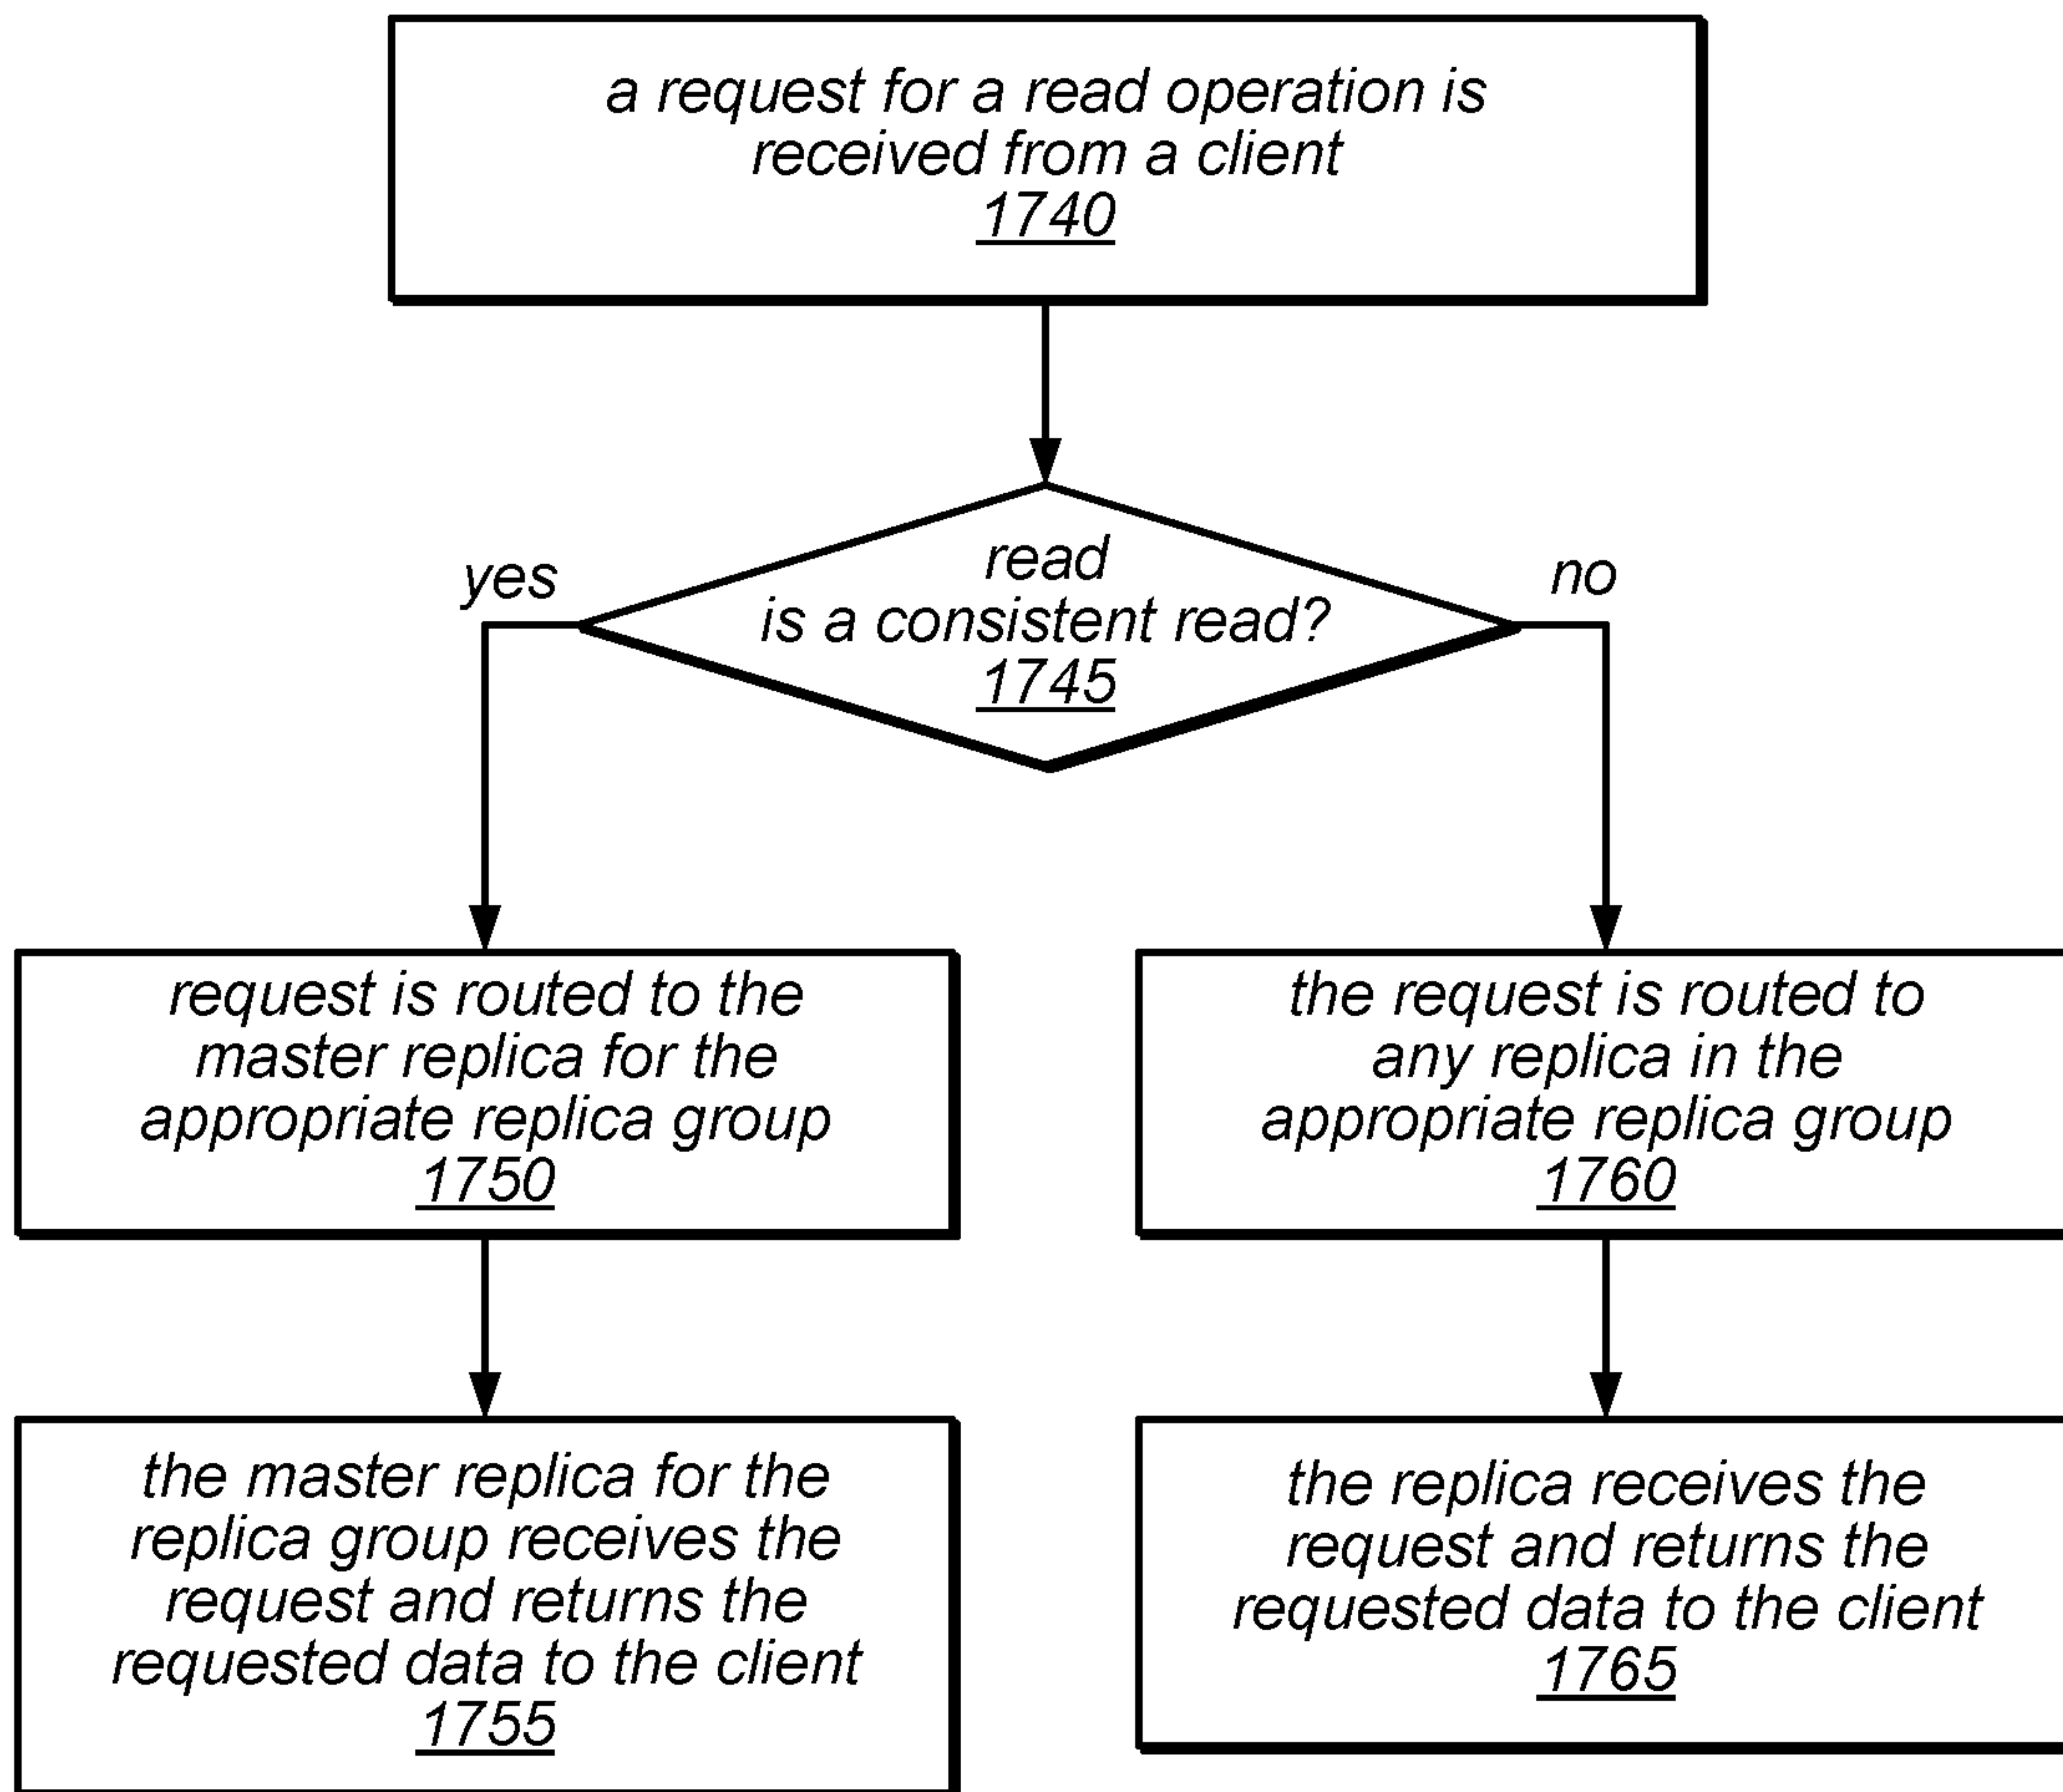 a request for a read operation is
received from a client
1740
read
is a consistent read?
1745
yes
no
request is routed to the
master replica for the
appropriate replica group
1750
the request is routed to
any replica in the
appropriate replica group
1760
the master replica for the
replica group receives the
request and returns the
requested data to the client
1755
the replica receives the
request and returns the
requested data to the client
1765